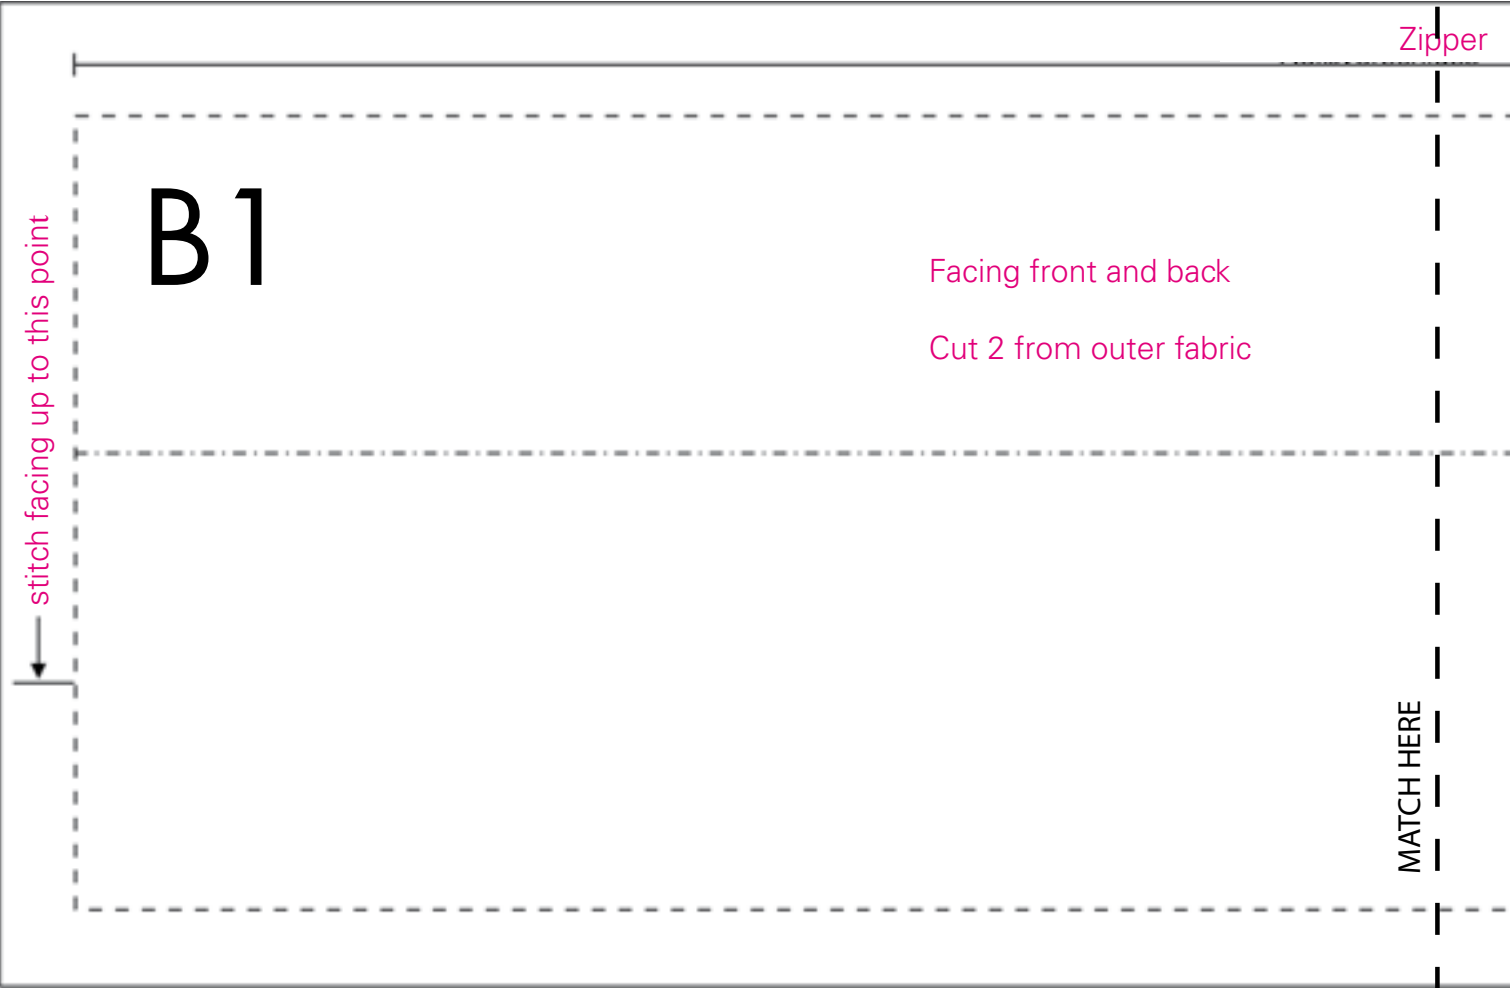 Zipper
B1
stitch facing up to this point
Facing front and back
Cut 2 from outer fabric
MATCH HERE